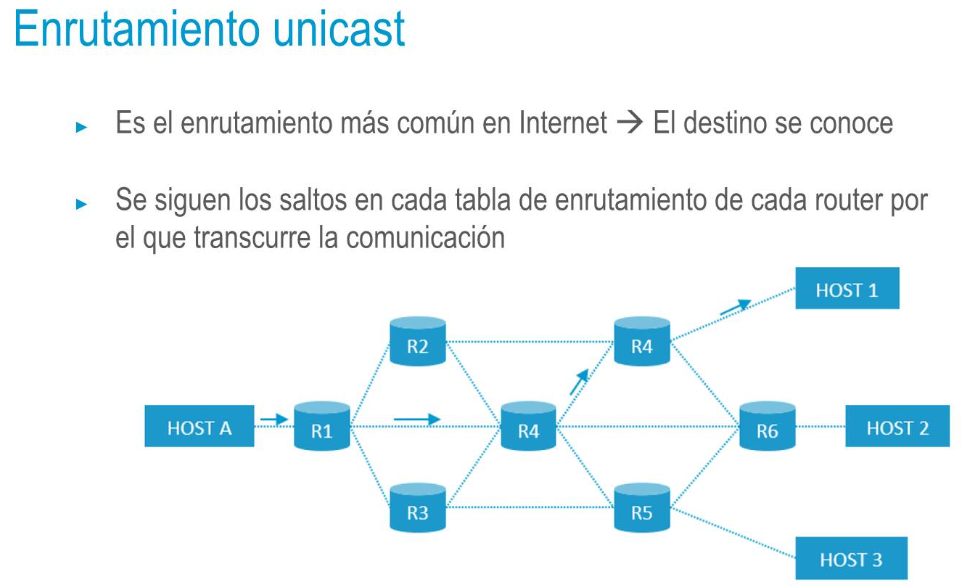 Enrutamiento unicast
► Es el enrutamiento más común en Internet → El destino se conoce
► Se siguen los saltos en cada tabla de enrutamiento de cada router por
el que transcurre la comunicación
HOST 1
R2
R4
HOST A
R1
R4
R6
HOST 2
R3
R5
HOST 3